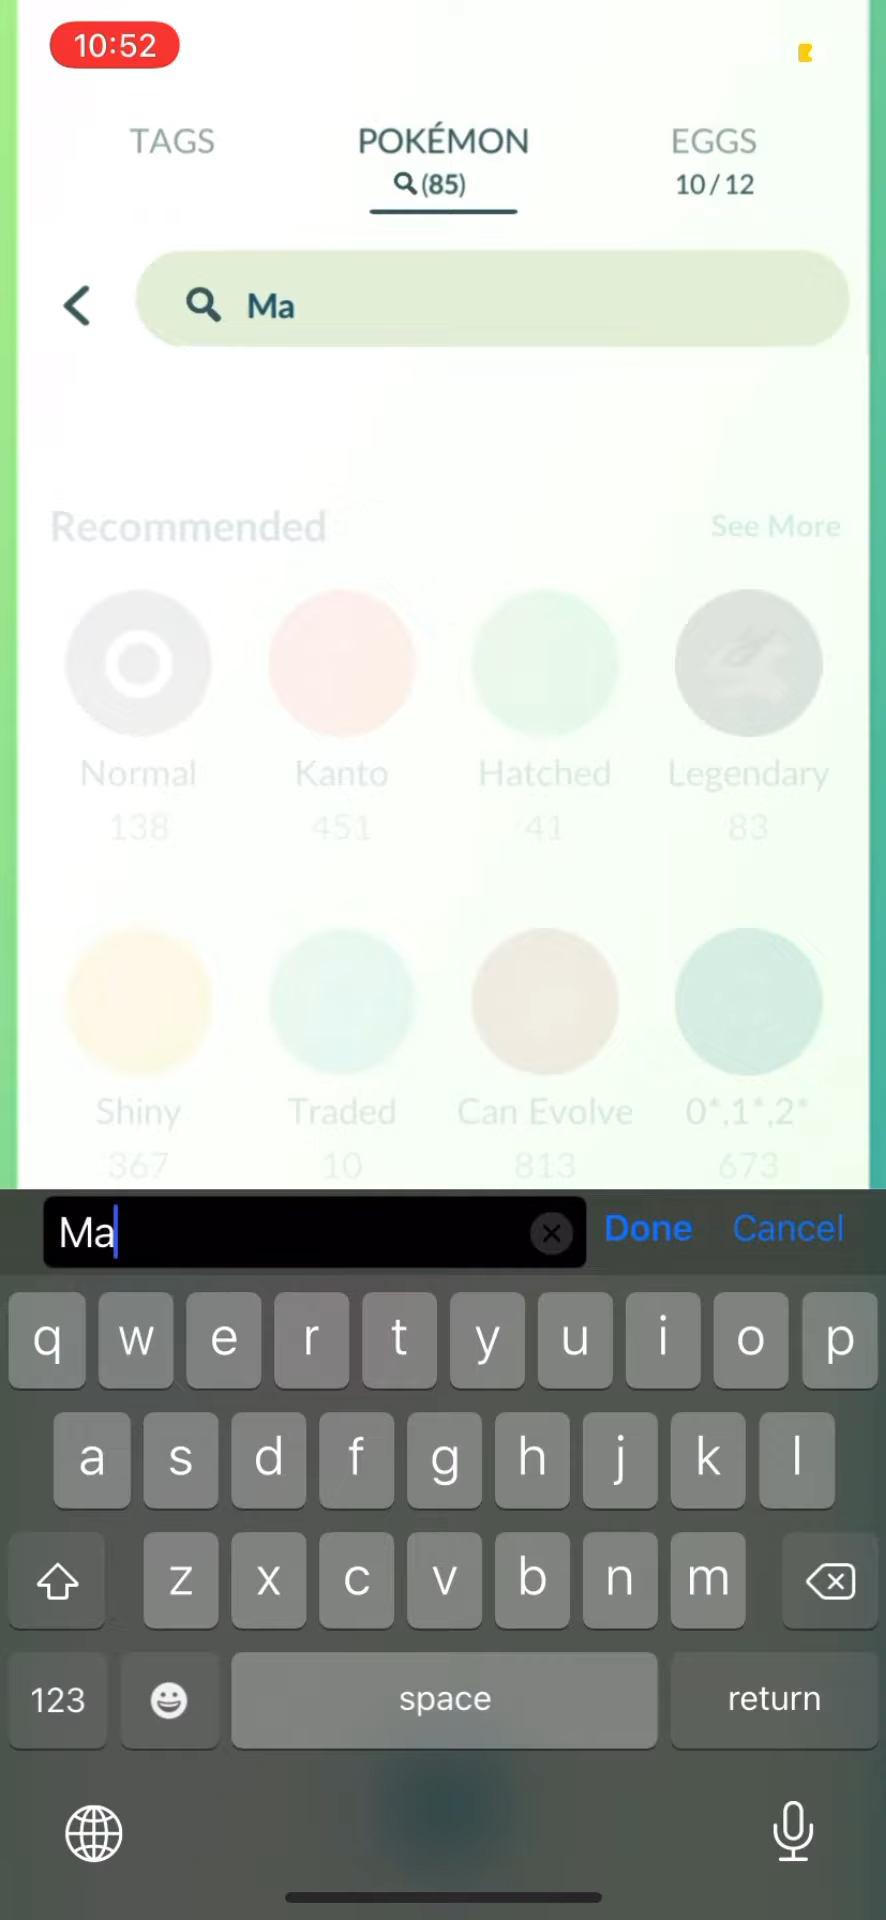 10:52
TAGS POKÉMON EGGS
(85) 10/12
Ma
Recommended See More
Normal Kanto Hatched Legendary
138 451 41 83
Shiny Traded Can Evolve 0*,1*,2*
367 10 813 673
Ma Done Cancel
q w e r t y u i o p
a s d f g h j k l
z x c v b n m
123 space return